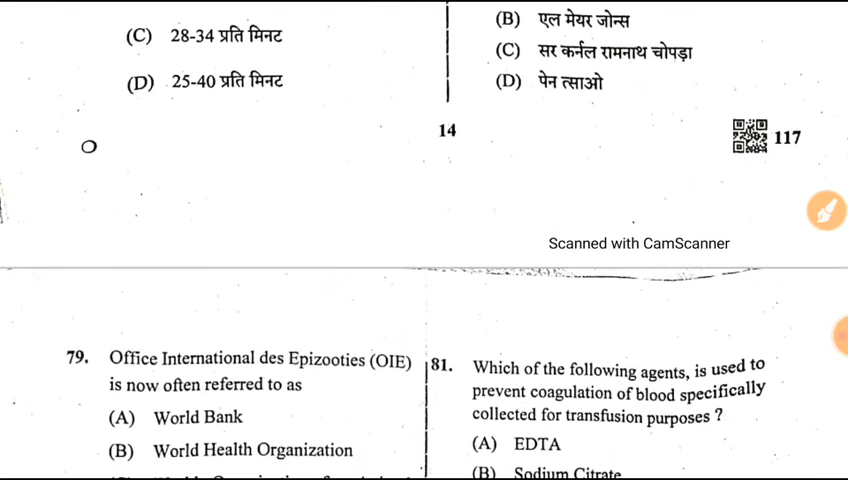 (C) 28-34 प्रति मिनट
(D) 25-40 प्रति मिनट
(B) एल मेयर जोन्स
(C) सर कर्नल रामनाथ चोपड़ा
(D) पेन त्साओ
14
117
Scanned with CamScanner
79. Office International des Epizooties (OIE)
is now often referred to as
(A) World Bank
(B) World Health Organization
81. Which of the following agents, is used to
prevent coagulation of blood specifically
collected for transfusion purposes ?
(A) EDTA
(B) Sodium Citrate